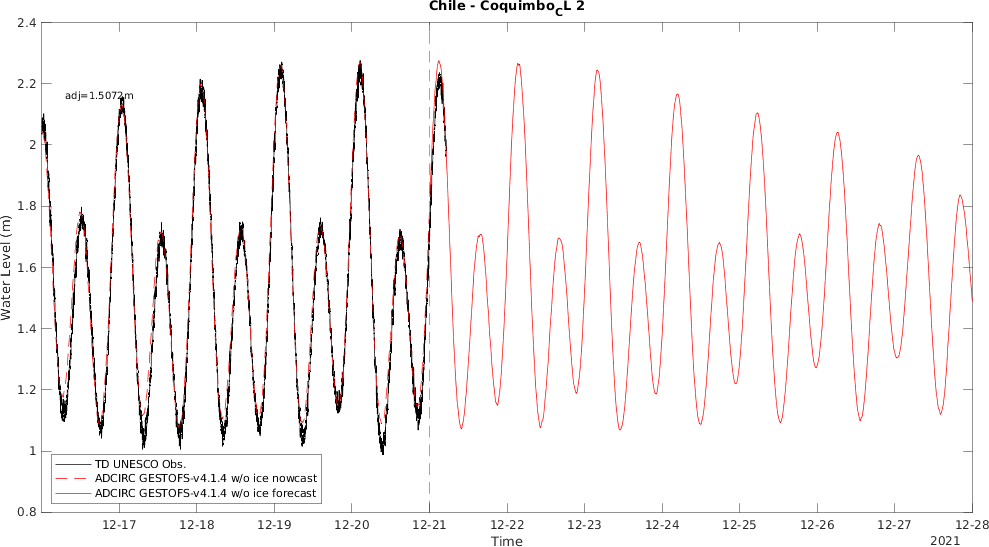 Chile - Coquimbo_CL 2
2.4
2.2
2
1.8
1.6
1.4
1.2
1
0.8
Water Level (m)
adj=1.5072m
TD UNESCO Obs.
ADCIRC GESTOFS-v4.1.4 w/o ice nowcast
ADCIRC GESTOFS-v4.1.4 w/o ice forecast
12-17 12-18 12-19 12-20 12-21 12-22 12-23 12-24 12-25 12-26 12-27 12-28
Time
2021